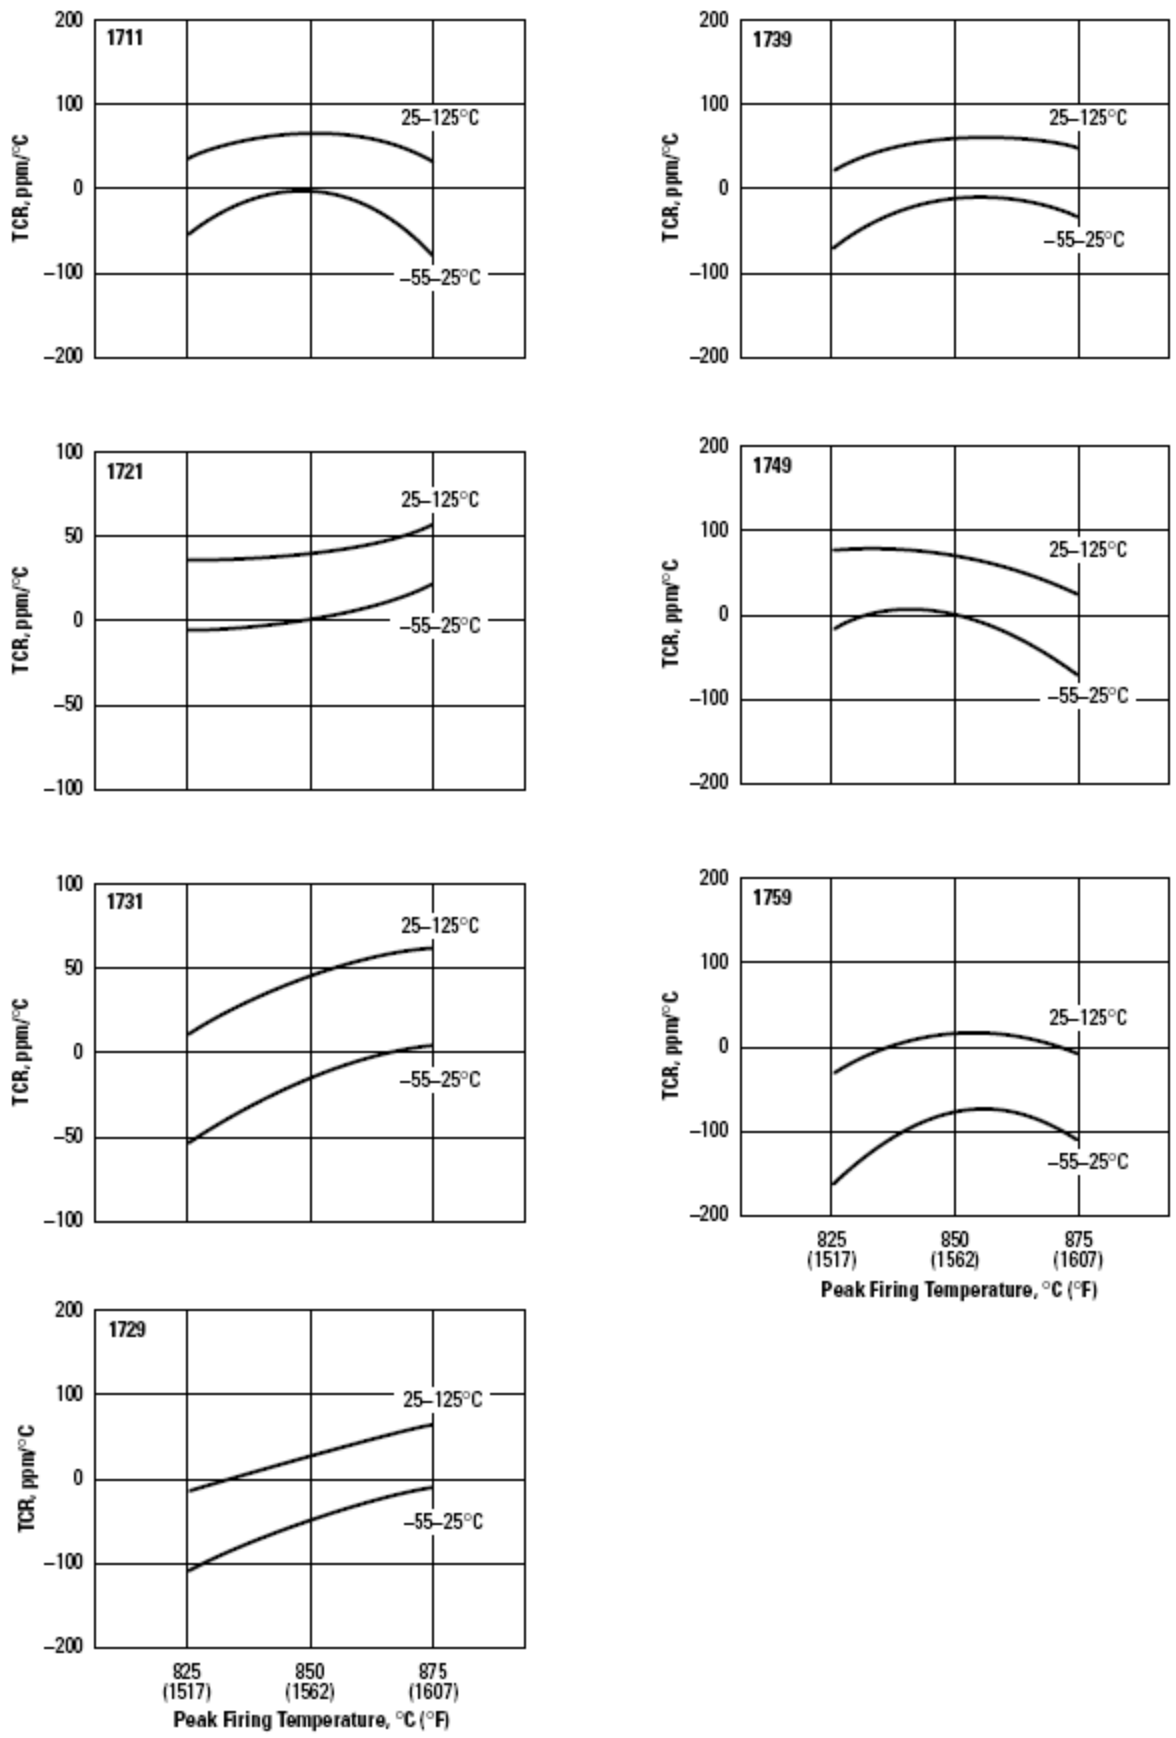 200
1711
100
25–125°C
TCR, ppm/°C
0
–100
–55–25°C
–200
200
1739
100
25–125°C
TCR, ppm/°C
0
–55–25°C
–100
–200
100
1721
25–125°C
50
TCR, ppm/°C
0
–55–25°C
–50
–100
200
1749
100
25–125°C
TCR, ppm/°C
0
–55–25°C
–100
–200
100
1731
25–125°C
50
TCR, ppm/°C
0
–55–25°C
–50
–100
200
1759
100
25–125°C
TCR, ppm/°C
0
–100
–55–25°C
–200
825 850 875
(1517) (1562) (1607)
Peak Firing Temperature, °C (°F)
200
1729
100
25–125°C
TCR, ppm/°C
0
–55–25°C
–100
–200
825 850 875
(1517) (1562) (1607)
Peak Firing Temperature, °C (°F)